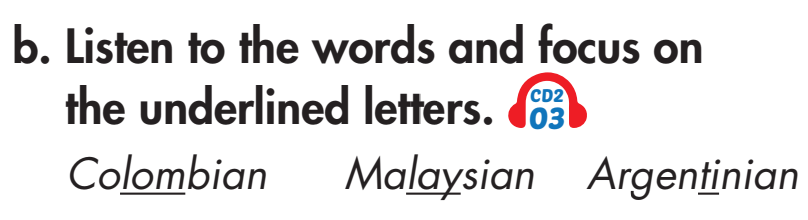 b. Listen to the words and focus on
the underlined letters. CD2 03
Colombian Malaysian Argentinian